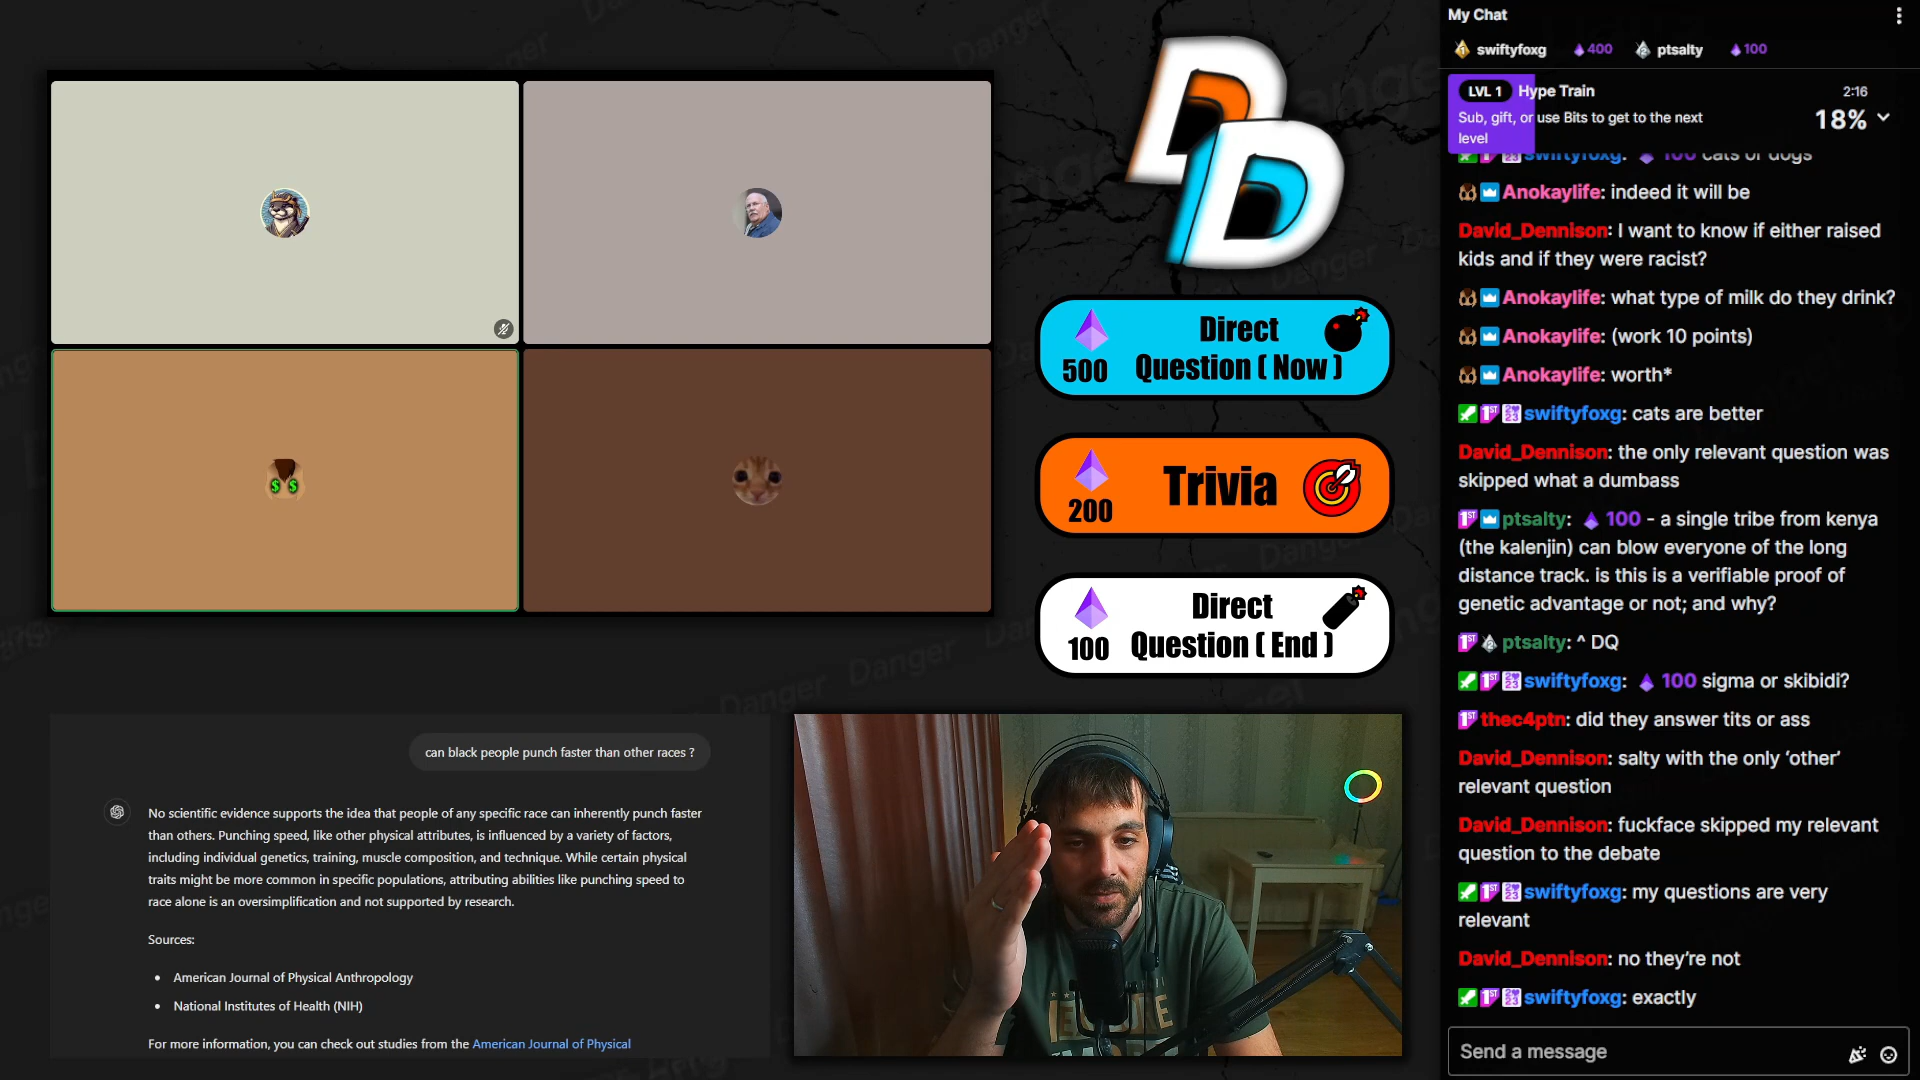 DD
500
Direct
Question ( Now )
200
Trivia
100
Direct
Question ( End )
can black people punch faster than other races ?
No scientific evidence supports the idea that people of any specific race can inherently punch faster
than others. Punching speed, like other physical attributes, is influenced by a variety of factors,
including individual genetics, training, muscle composition, and technique. While certain physical
traits might be more common in specific populations, attributing abilities like punching speed to
race alone is an oversimplification and not supported by research.
Sources:
American Journal of Physical Anthropology
National Institutes of Health (NIH)
For more information, you can check out studies from the American Journal of Physical
My Chat
swiftyfoxg 400 ptsalty 100
LVL 1 Hype Train 2:16
Sub, gift, or use Bits to get to the next
level
18%
swiftyfoxg: 100 cats or dogs
Anokaylife: indeed it will be
David_Dennison: I want to know if either raised
kids and if they were racist?
Anokaylife: what type of milk do they drink?
Anokaylife: (work 10 points)
Anokaylife: worth*
swiftyfoxg: cats are better
David_Dennison: the only relevant question was
skipped what a dumbass
ptsalty: 100 - a single tribe from kenya
(the kalenjin) can blow everyone of the long
distance track. is this is a verifiable proof of
genetic advantage or not; and why?
ptsalty: ^ DQ
swiftyfoxg: 100 sigma or skibidi?
thec4ptn: did they answer tits or ass
David_Dennison: salty with the only ‘other’
relevant question
David_Dennison: fuckface skipped my relevant
question to the debate
swiftyfoxg: my questions are very
relevant
David_Dennison: no they’re not
swiftyfoxg: exactly
Send a message